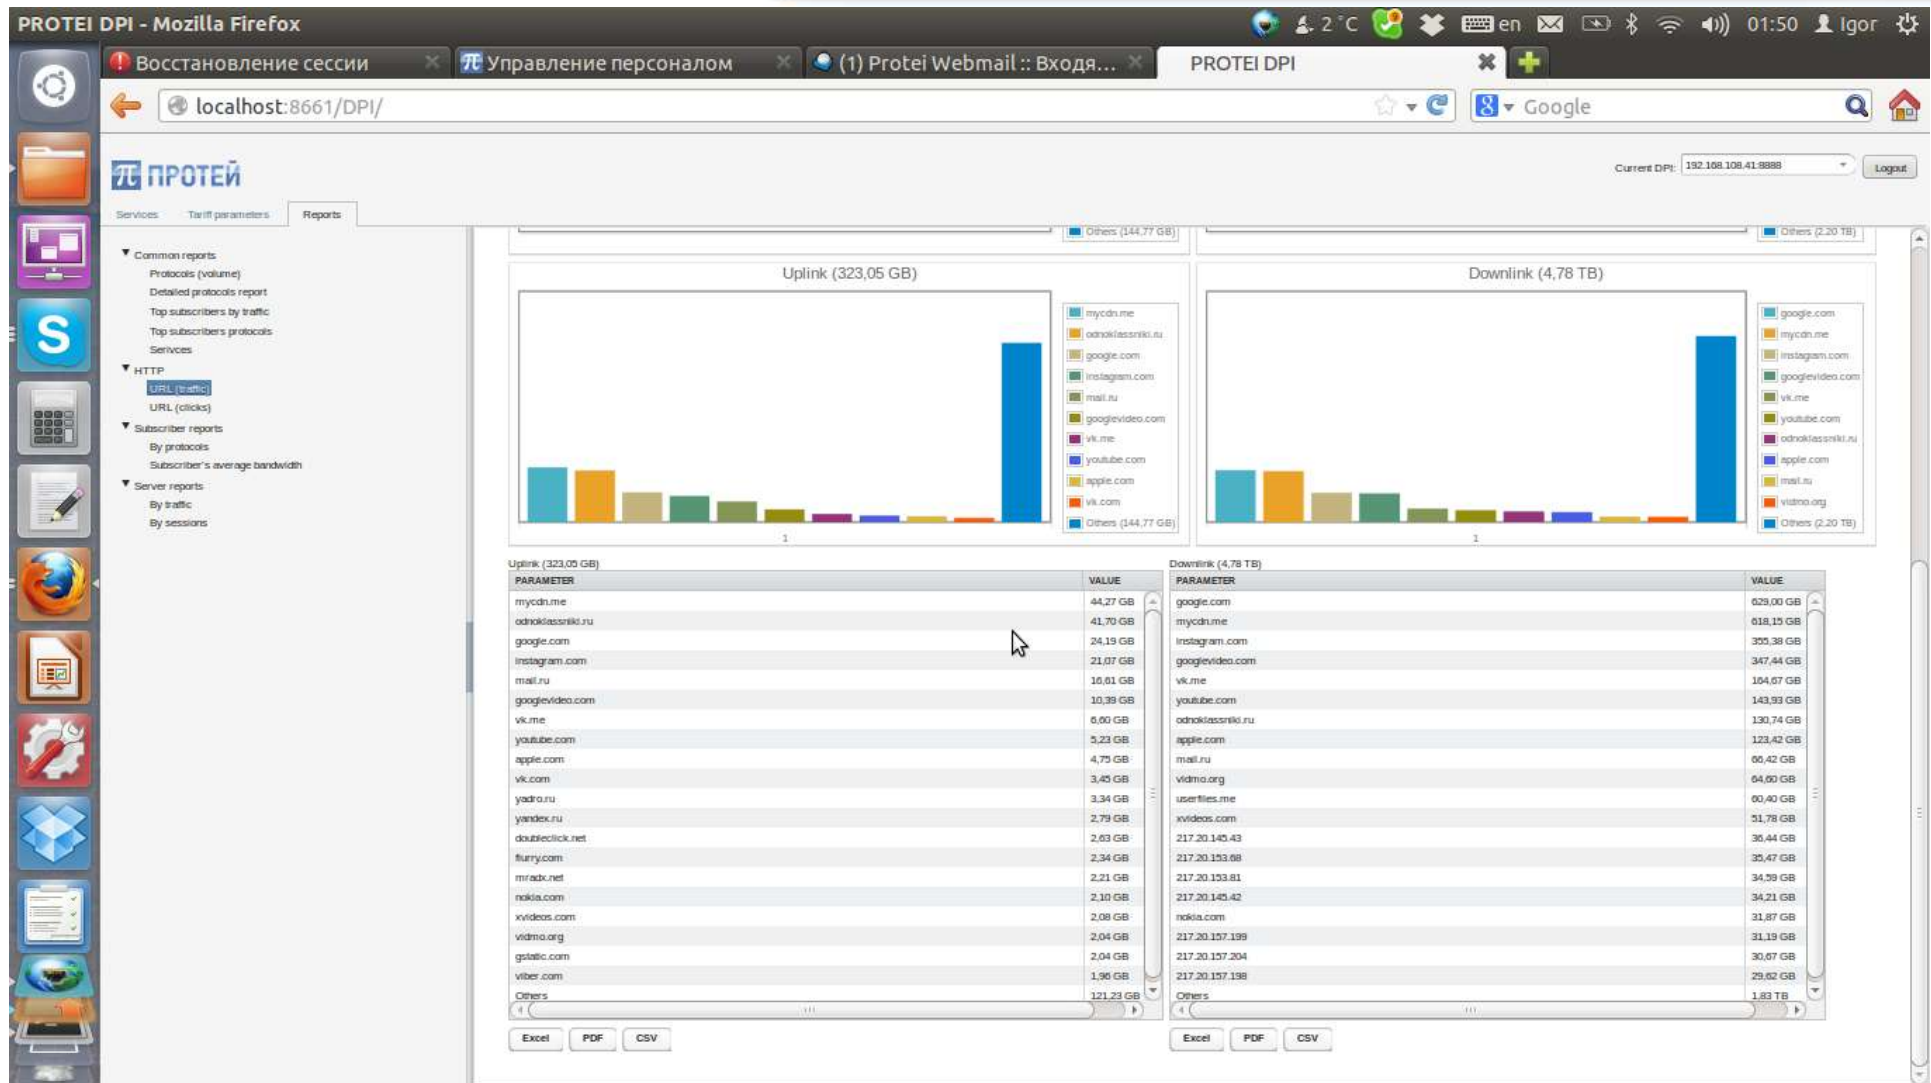 PROTEI DPI - Mozilla Firefox
2 °C
en
01:50
Igor
Восстановление сессии
Управление персоналом
(1) Protei Webmail :: Входя...
PROTEI DPI
localhost:8661/DPI/
Google
ПРОТЕЙ
Current DPI:
192.168.108.41:8888
Logout
Services
Tariff parameters
Reports
Common reports
Protocols (volume)
Detailed protocols report
Top subscribers by traffic
Top subscribers protocols
Serivces
HTTP
URL (traffic)
URL (clicks)
Subscriber reports
By protocols
Subscriber's average bandwidth
Server reports
By traffic
By sessions
Others (144,77 GB)
Others (2,20 TB)
Uplink (323,05 GB)
mycdn.me
odnoklassniki.ru
google.com
instagram.com
mail.ru
googlevideo.com
vk.me
youtube.com
apple.com
vk.com
Others (144,77 GB)
1
Downlink (4,78 TB)
google.com
mycdn.me
instagram.com
googlevideo.com
vk.me
youtube.com
odnoklassniki.ru
apple.com
mail.ru
vidmo.org
Others (2,20 TB)
1
Uplink (323,05 GB)
PARAMETER VALUE
mycdn.me 44,27 GB
odnoklassniki.ru 41,70 GB
google.com 24,19 GB
instagram.com 21,07 GB
mail.ru 16,61 GB
googlevideo.com 10,39 GB
vk.me 6,60 GB
youtube.com 5,23 GB
apple.com 4,75 GB
vk.com 3,45 GB
yadro.ru 3,34 GB
yandex.ru 2,79 GB
doubleclick.net 2,63 GB
flurry.com 2,34 GB
mradx.net 2,21 GB
nokia.com 2,10 GB
xvideos.com 2,08 GB
vidmo.org 2,04 GB
gstatic.com 2,04 GB
viber.com 1,96 GB
Others 121,23 GB
Excel PDF CSV
Downlink (4,78 TB)
PARAMETER VALUE
google.com 629,00 GB
mycdn.me 618,15 GB
instagram.com 355,38 GB
googlevideo.com 347,44 GB
vk.me 164,67 GB
youtube.com 143,93 GB
odnoklassniki.ru 130,74 GB
apple.com 123,42 GB
mail.ru 66,42 GB
vidmo.org 64,60 GB
userfiles.me 60,40 GB
xvideos.com 51,78 GB
217.20.145.43 36,44 GB
217.20.153.68 35,47 GB
217.20.153.81 34,59 GB
217.20.145.42 34,21 GB
nokia.com 31,87 GB
217.20.157.199 31,19 GB
217.20.157.204 30,67 GB
217.20.157.198 29,62 GB
Others 1,83 TB
Excel PDF CSV